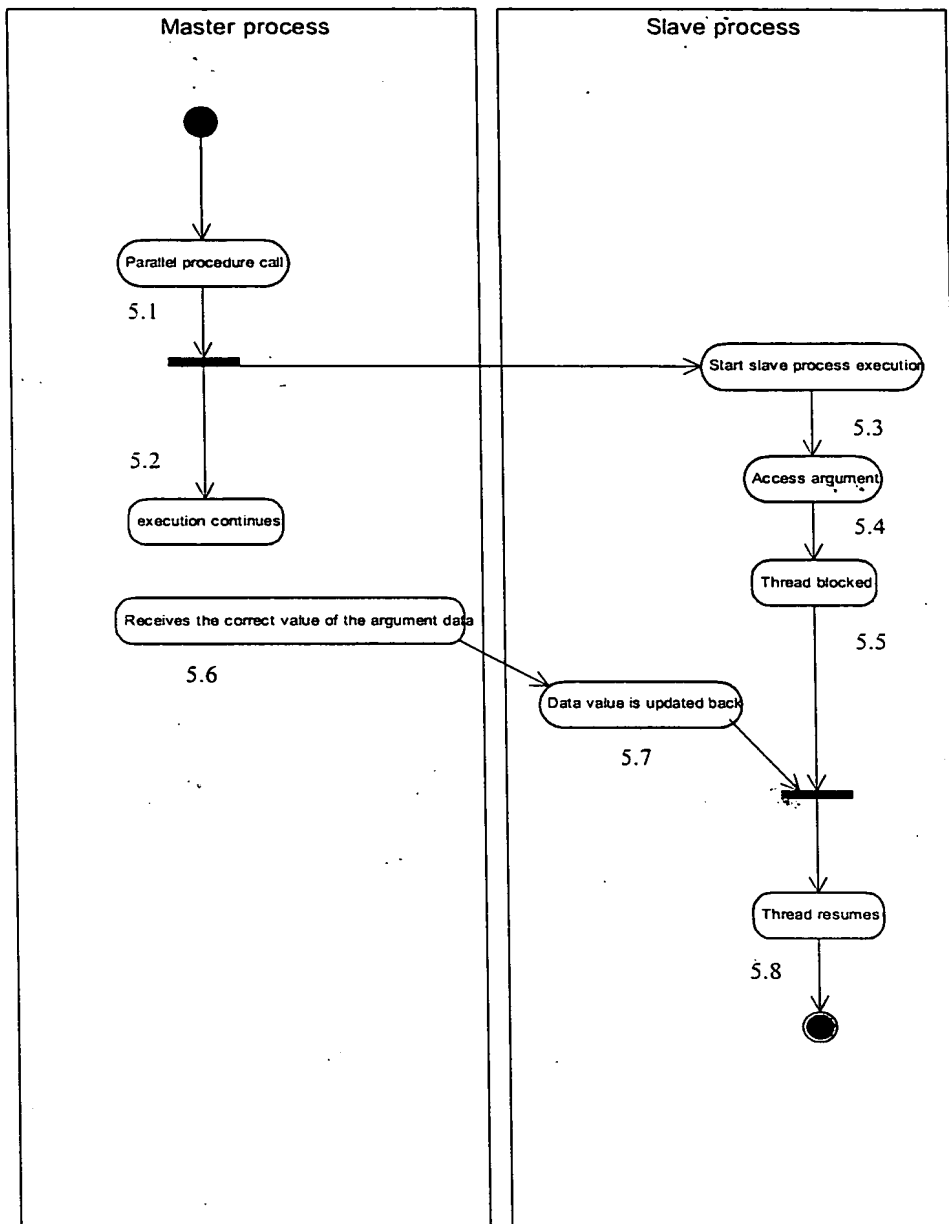 Master process
Slave process
Parallel procedure call
5.1
Start slave process execution
5.3
5.2
Access argument
5.4
execution continues
Thread blocked
5.5
Receives the correct value of the argument data
5.6
Data value is updated back
5.7
Thread resumes
5.8